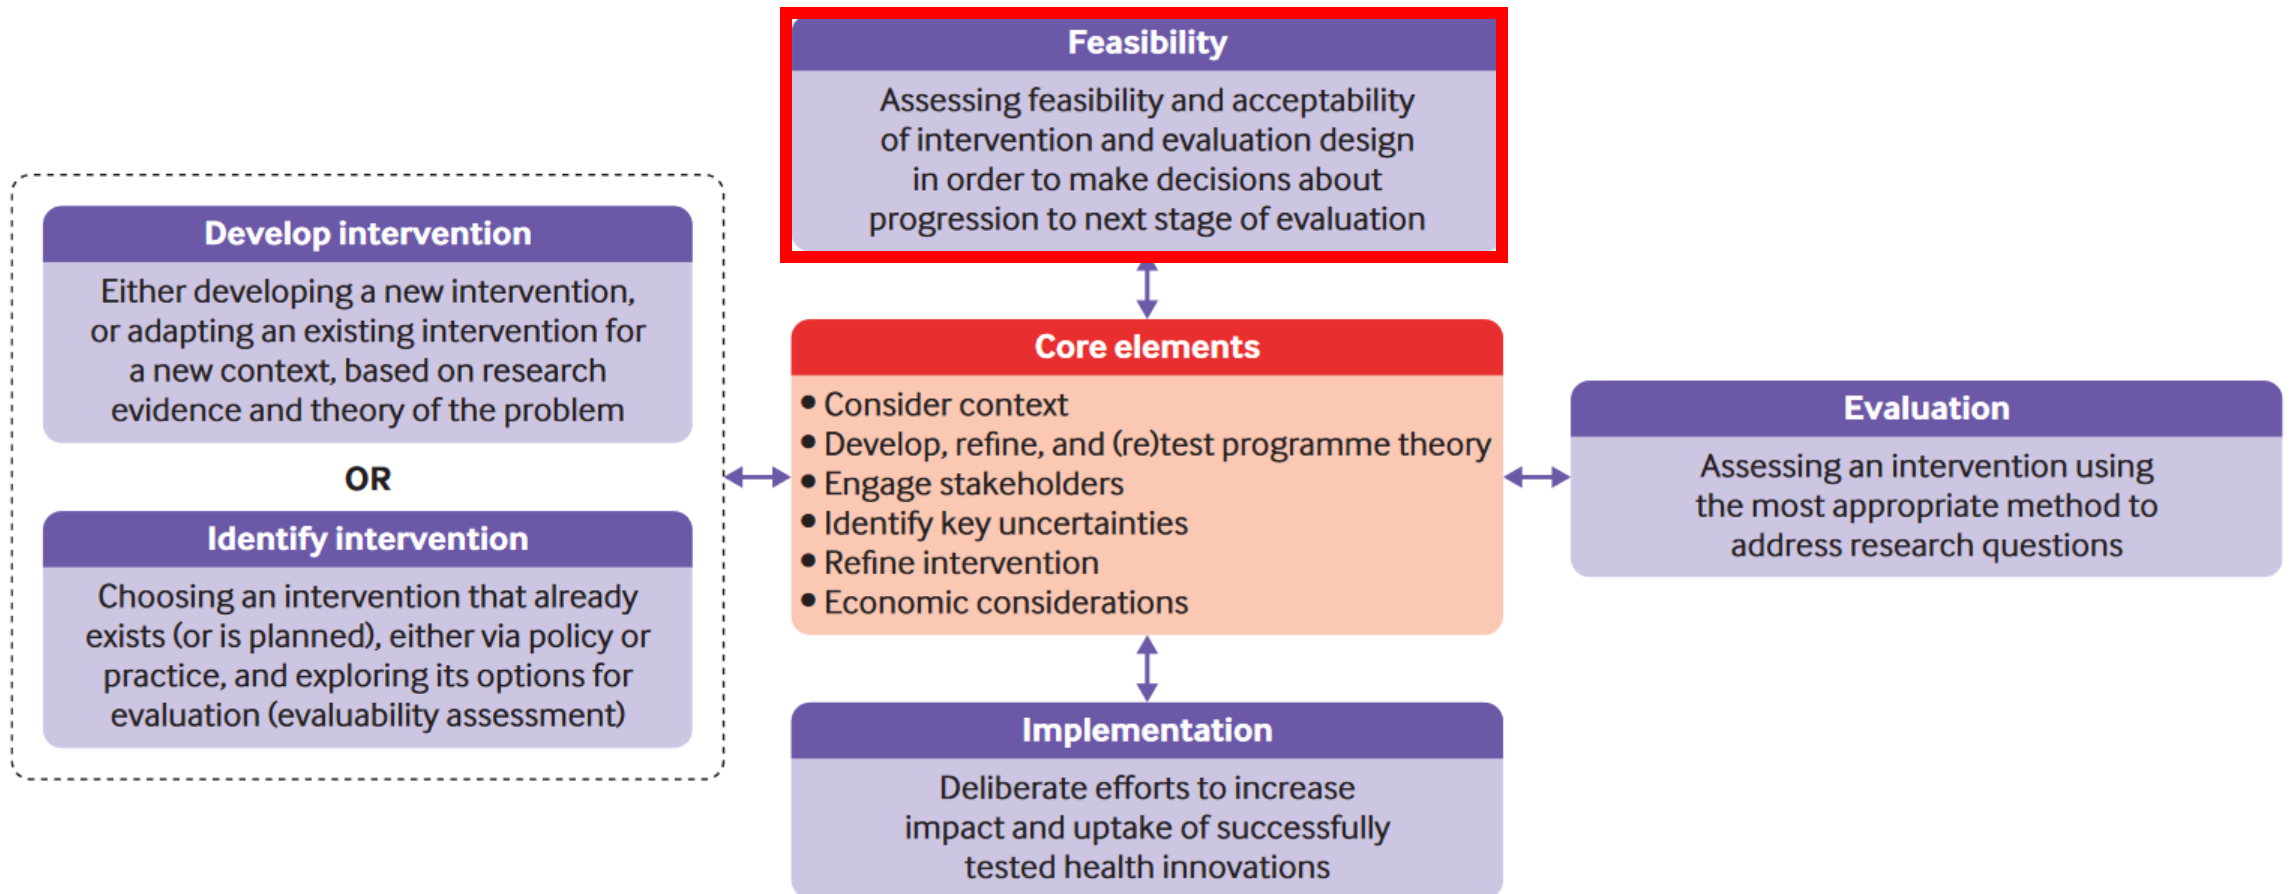 Feasibility
Assessing feasibility and acceptability
of intervention and evaluation design
in order to make decisions about
progression to next stage of evaluation
Develop intervention
Either developing a new intervention,
or adapting an existing intervention for
a new context, based on research
evidence and theory of the problem
OR
Identify intervention
Choosing an intervention that already
exists (or is planned), either via policy or
practice, and exploring its options for
evaluation (evaluability assessment)
Core elements
• Consider context
• Develop, refine, and (re)test programme theory
• Engage stakeholders
• Identify key uncertainties
• Refine intervention
• Economic considerations
Evaluation
Assessing an intervention using
the most appropriate method to
address research questions
Implementation
Deliberate efforts to increase
impact and uptake of successfully
tested health innovations